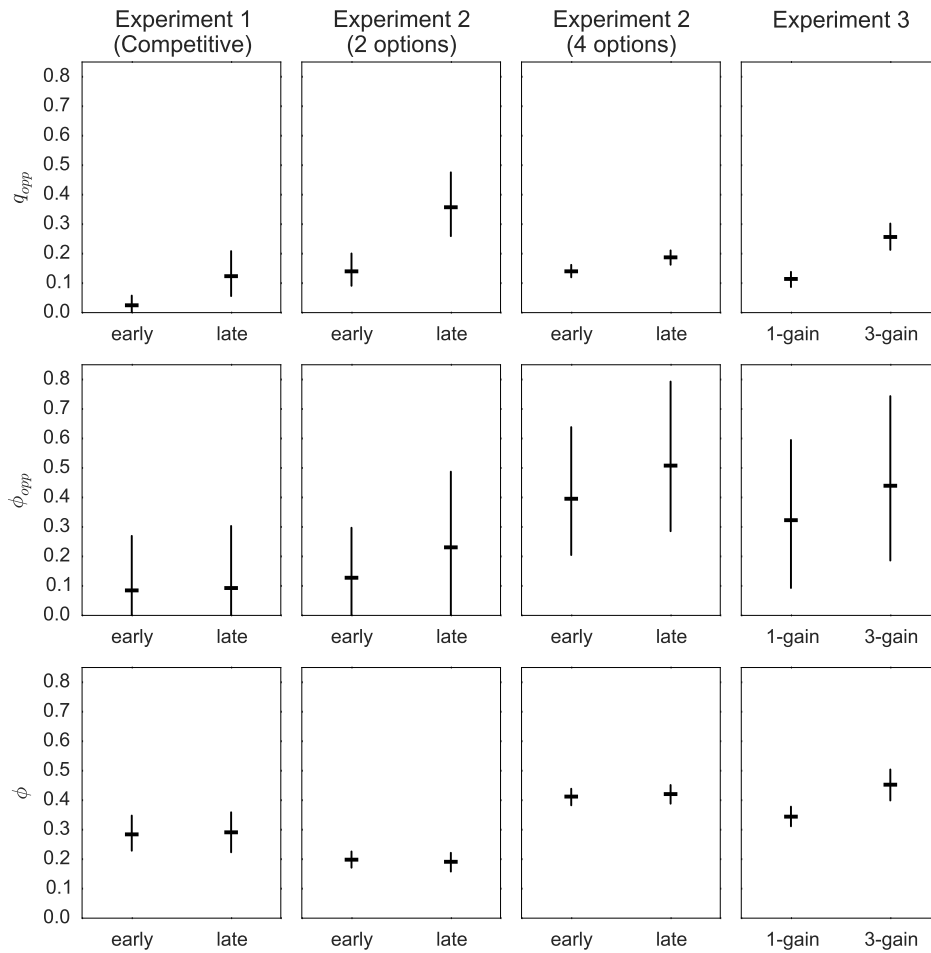 Experiment 1
(Competitive)
Experiment 2
(2 options)
Experiment 2
(4 options)
Experiment 3
q_opp
0.8
0.7
0.6
0.5
0.4
0.3
0.2
0.1
0.0
early late
early late
early late
1-gain 3-gain
ϕ_opp
0.8
0.7
0.6
0.5
0.4
0.3
0.2
0.1
0.0
early late
early late
early late
1-gain 3-gain
ϕ
0.8
0.7
0.6
0.5
0.4
0.3
0.2
0.1
0.0
early late
early late
early late
1-gain 3-gain